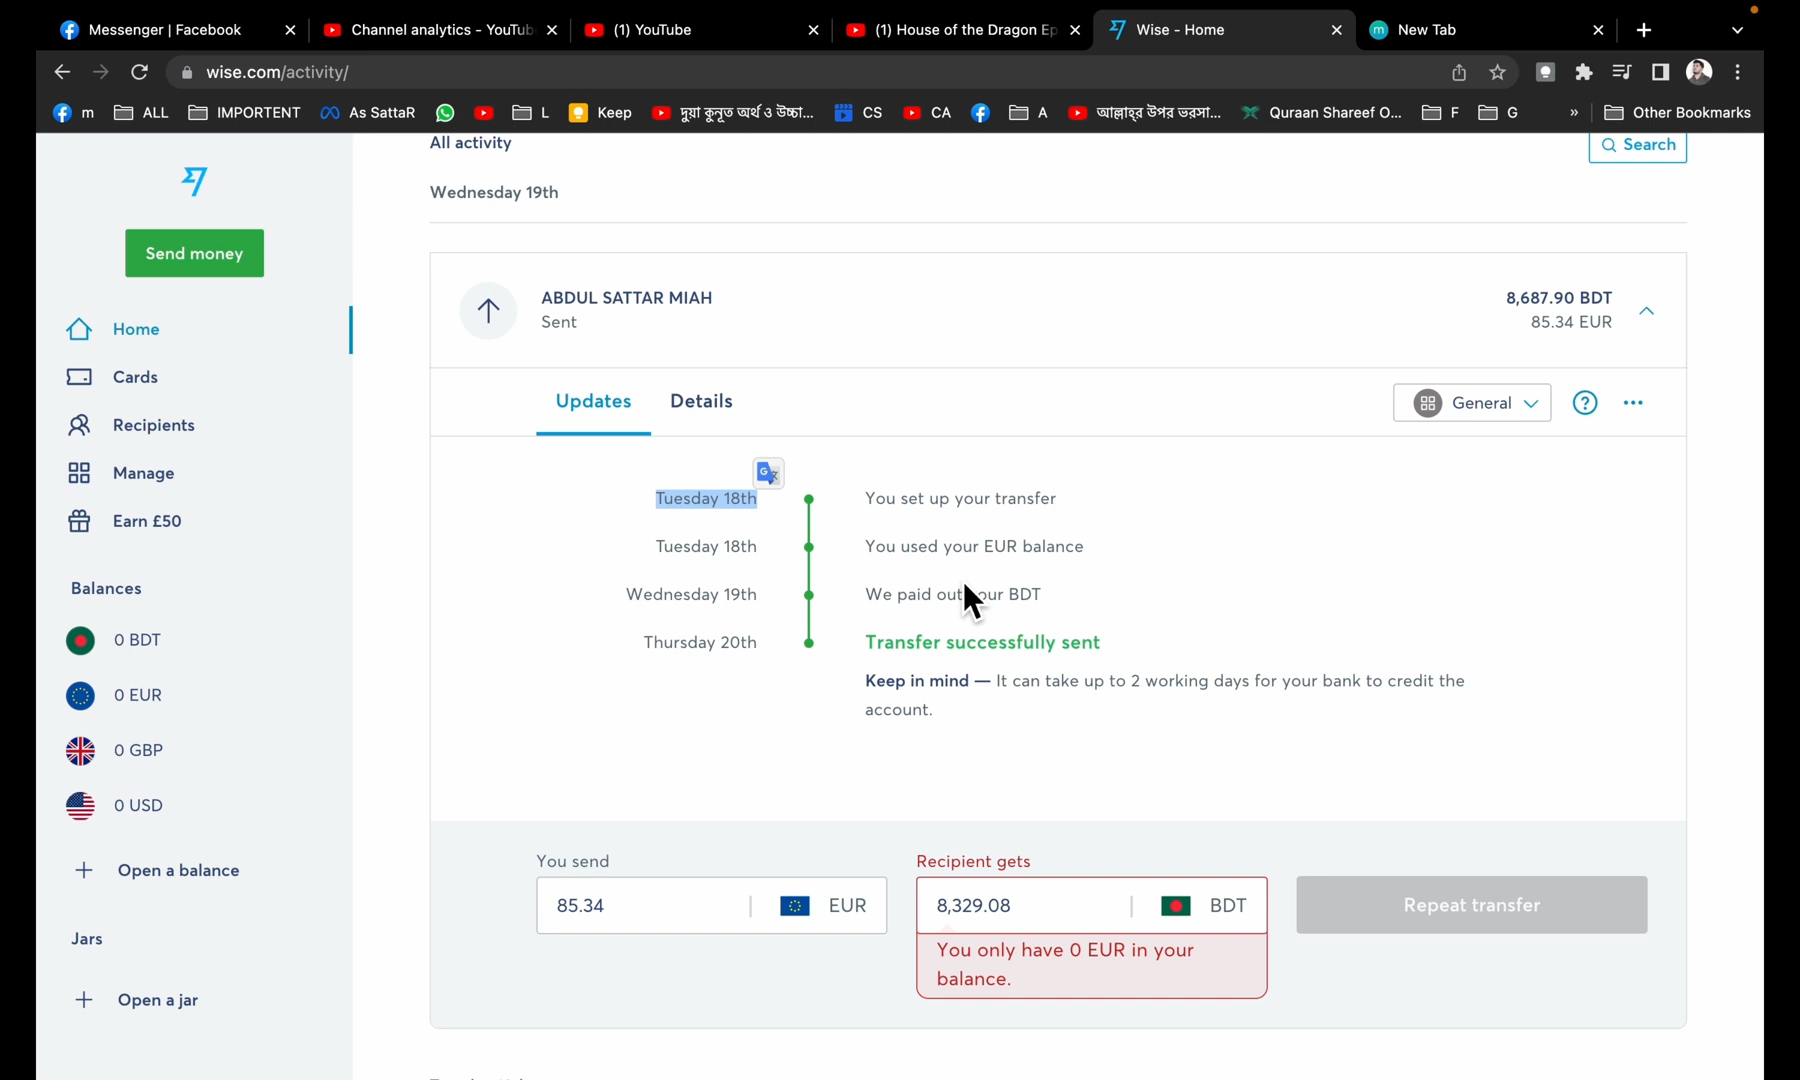 Messenger | Facebook
Channel analytics - YouTub
(1) YouTube
(1) House of the Dragon Ep
Wise - Home
New Tab
wise.com/activity/
m
ALL
IMPORTENT
As SattaR
L
Keep
দুয়া কুনূত অর্থ ও উচ্চা...
CS
CA
A
আল্লাহ্‌র উপর ভরসা...
Quraan Shareef O...
F
G
»
Other Bookmarks
All activity
Search
Wednesday 19th
Send money
ABDUL SATTAR MIAH
8,687.90 BDT
Sent
85.34 EUR
Home
Cards
Recipients
Manage
Earn £50
Updates
Details
General
Tuesday 18th
You set up your transfer
Tuesday 18th
You used your EUR balance
Wednesday 19th
We paid out our BDT
Thursday 20th
Transfer successfully sent
Keep in mind — It can take up to 2 working days for your bank to credit the
account.
Balances
0 BDT
0 EUR
0 GBP
0 USD
Open a balance
Jars
Open a jar
You send
Recipient gets
85.34
EUR
8,329.08
BDT
Repeat transfer
You only have 0 EUR in your
balance.